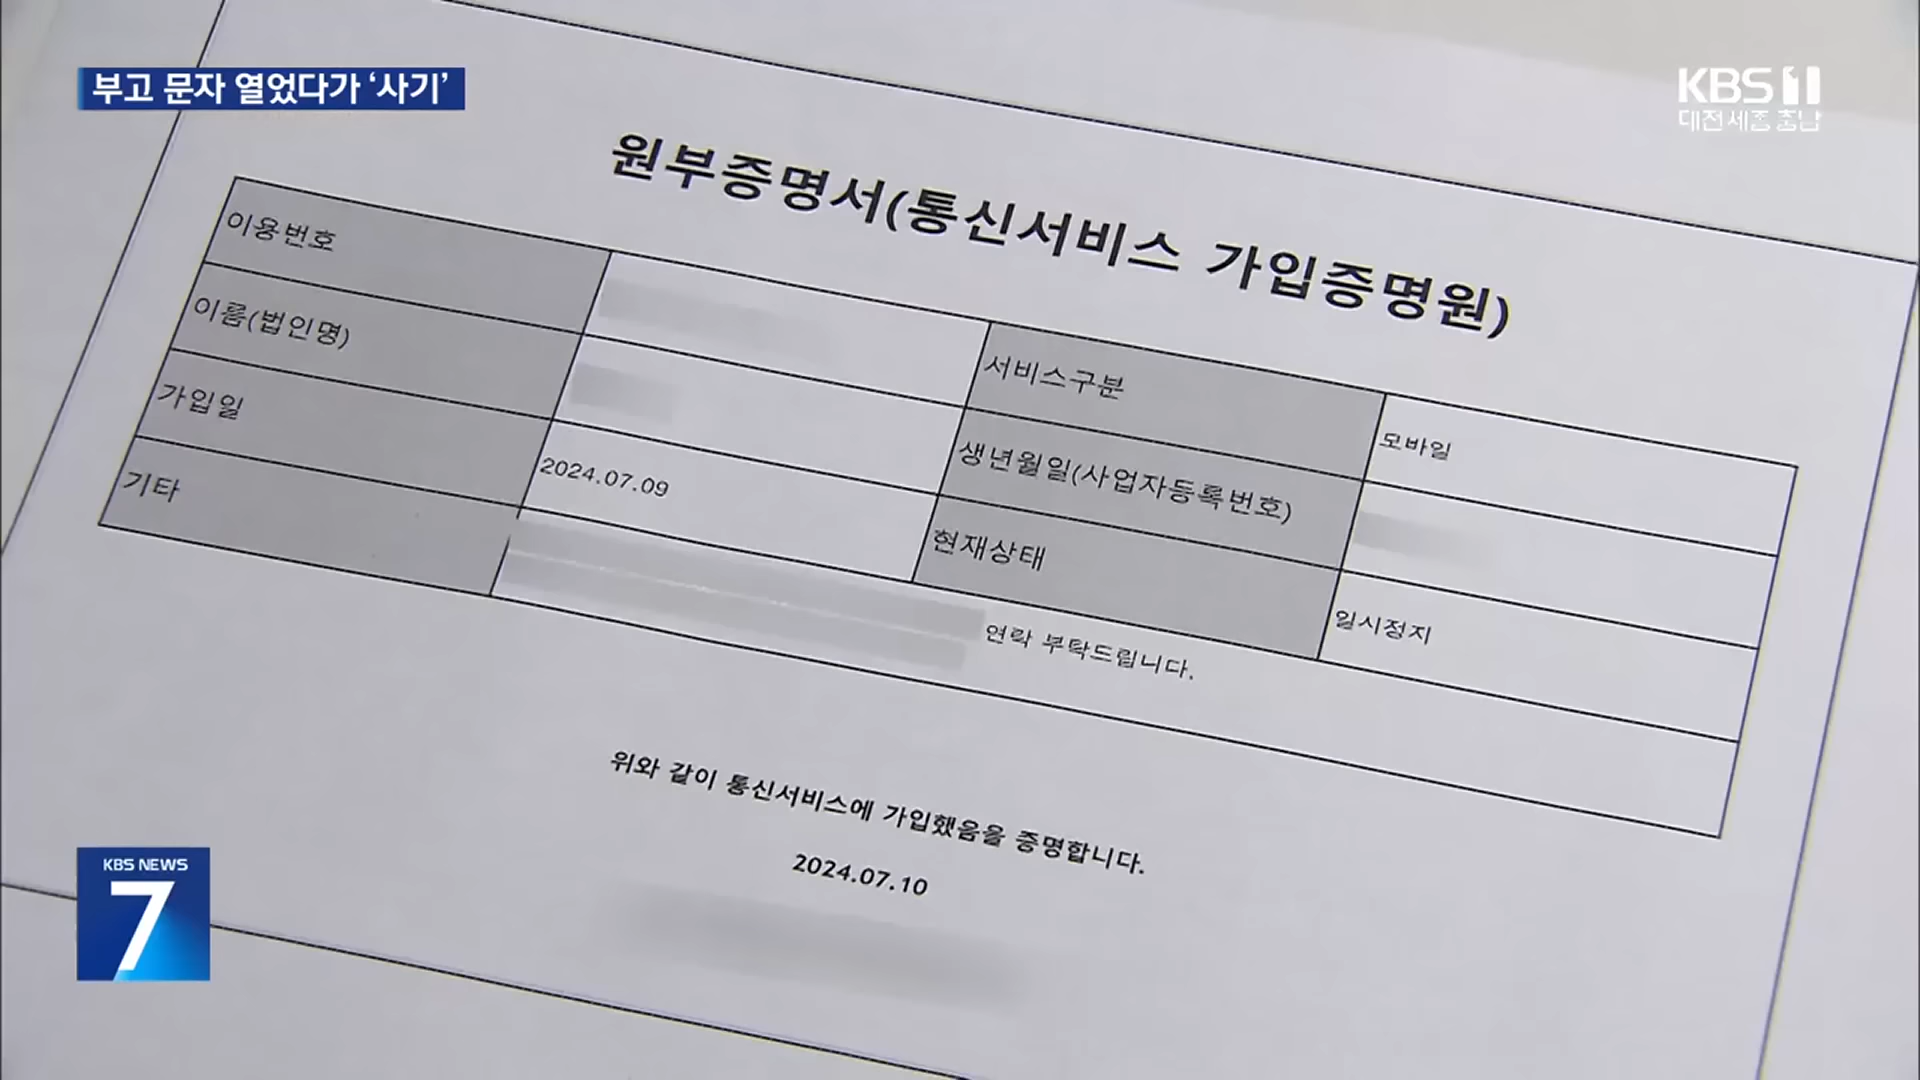 부고 문자 열었다가 ‘사기’
KBS 1
대전 세종 충남
원부증명서(통신서비스 가입증명원)
이용번호
서비스구분
모바일
이름(법인명)
생년월일(사업자등록번호)
가입일
2024.07.09
현재상태
일시정지
기타
연락 부탁드립니다.
위와 같이 통신서비스에 가입했음을 증명합니다.
2024.07.10
KBS NEWS
7